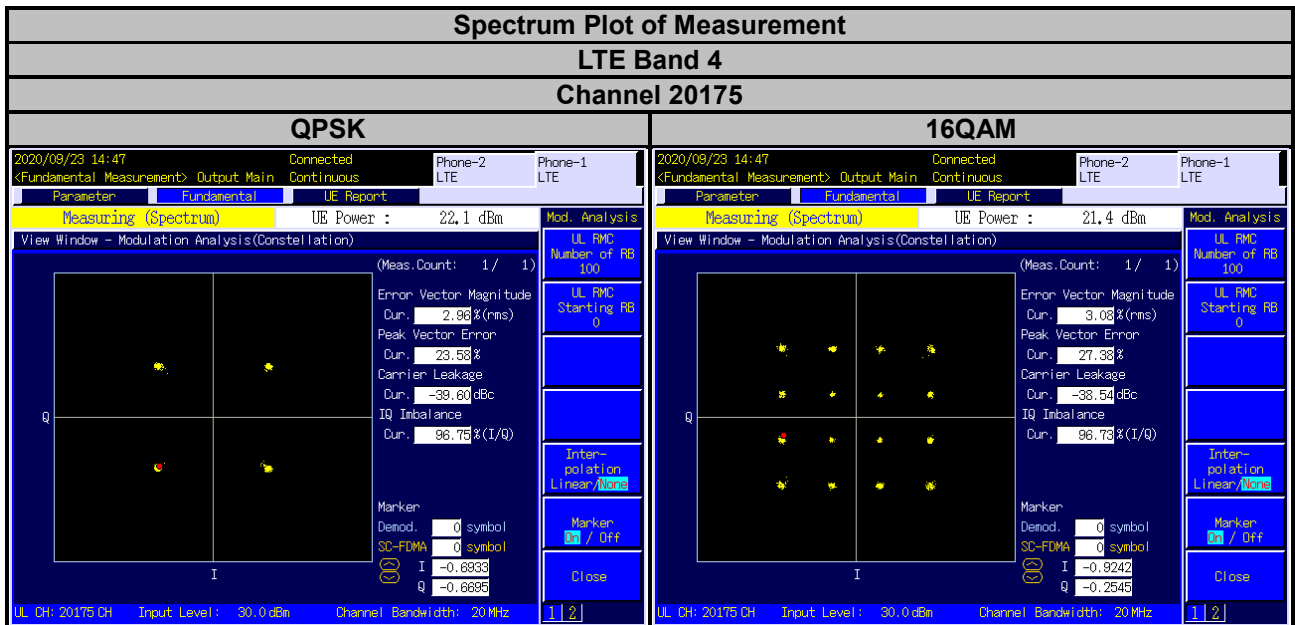 Spectrum Plot of Measurement
LTE Band 4
Channel 20175
QPSK
16QAM
2020/09/23 14:47 Connected Phone-2 Phone-1
<Fundamental Measurement> Output Main Continuous LTE LTE
Parameter Fundamental UE Report
Measuring (Spectrum) UE Power : 22.1 dBm Mod. Analysis
View Window - Modulation Analysis(Constellation)
UL RMC
Number of RB
100
(Meas.Count: 1/ 1)
Error Vector Magnitude
Cur. 2.96 %(rms)
UL RMC
Starting RB
0
Peak Vector Error
Cur. 23.58 %
Carrier Leakage
Cur. -39.60 dBc
IQ Imbalance
Q
Cur. 96.75 %(I/Q)
Inter-
polation
Linear/None
Marker
Demod. 0 symbol
SC-FDMA 0 symbol
Marker
On / Off
I -0.6933
Q -0.6695
I
Close
UL CH: 20175 CH Input Level: 30.0 dBm Channel Bandwidth: 20 MHz 1 2
2020/09/23 14:47 Connected Phone-2 Phone-1
<Fundamental Measurement> Output Main Continuous LTE LTE
Parameter Fundamental UE Report
Measuring (Spectrum) UE Power : 21.4 dBm Mod. Analysis
View Window - Modulation Analysis(Constellation)
UL RMC
Number of RB
100
(Meas.Count: 1/ 1)
Error Vector Magnitude
Cur. 3.08 %(rms)
UL RMC
Starting RB
0
Peak Vector Error
Cur. 27.38 %
Carrier Leakage
Cur. -38.54 dBc
IQ Imbalance
Q
Cur. 96.73 %(I/Q)
Inter-
polation
Linear/None
Marker
Demod. 0 symbol
SC-FDMA 0 symbol
Marker
On / Off
I -0.9242
Q -0.2545
I
Close
UL CH: 20175 CH Input Level: 30.0 dBm Channel Bandwidth: 20 MHz 1 2